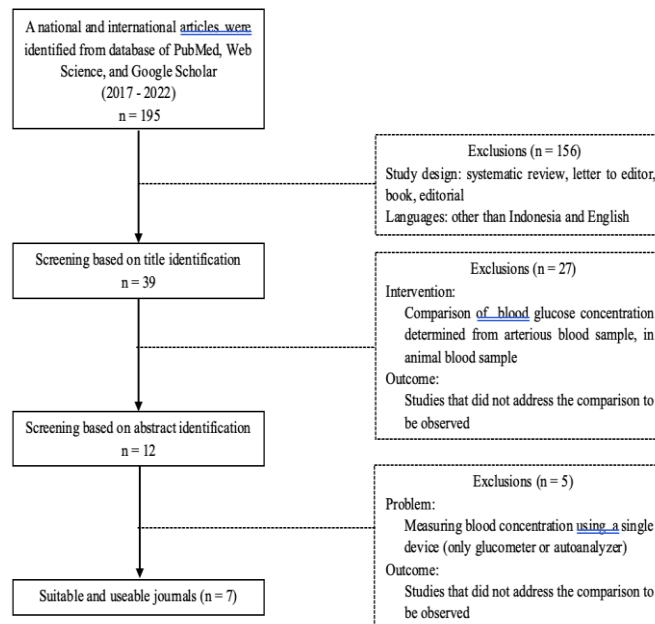 A national and international articles were
identified from database of PubMed, Web
Science, and Google Scholar
(2017 - 2022)
n = 195
Exclusions (n = 156)
Study design: systematic review, letter to editor,
book, editorial
Languages: other than Indonesia and English
Screening based on title identification
n = 39
Exclusions (n = 27)
Intervention:
Comparison of blood glucose concentration
determined from arterious blood sample, in
animal blood sample
Outcome:
Studies that did not address the comparison to
be observed
Screening based on abstract identification
n = 12
Exclusions (n = 5)
Problem:
Measuring blood concentration using a single
device (only glucometer or autoanalyzer)
Outcome:
Studies that did not address the comparison to
be observed
Suitable and useable journals (n = 7)